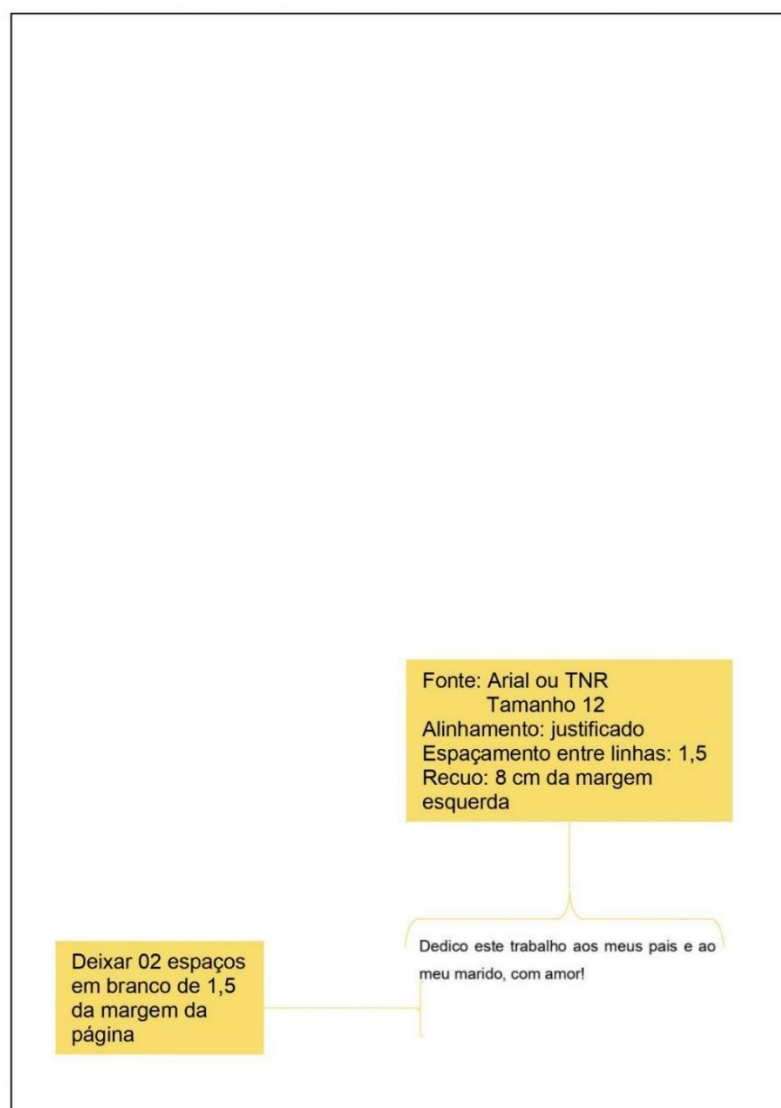 Fonte: Arial ou TNR
Tamanho 12
Alinhamento: justificado
Espaçamento entre linhas: 1,5
Recuo: 8 cm da margem
esquerda
Dedico este trabalho aos meus pais e ao
meu marido, com amor!
Deixar 02 espaços
em branco de 1,5
da margem da
página